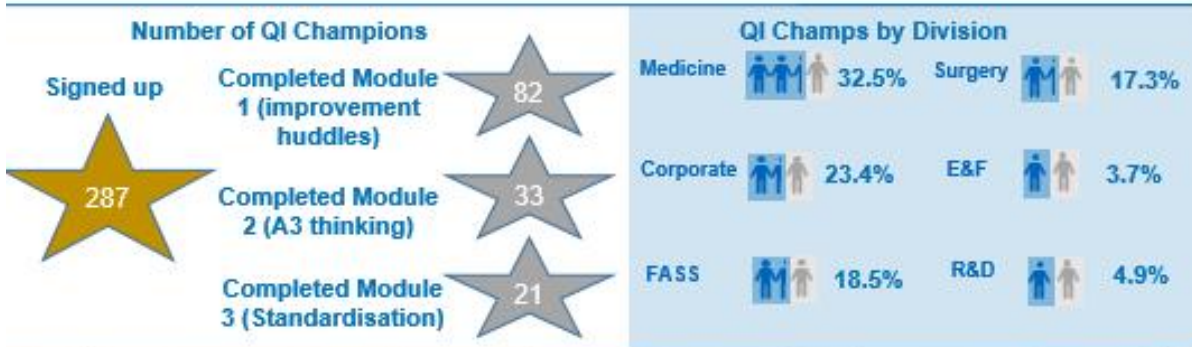 Number of QI Champions
Signed up
287
Completed Module
1 (improvement
huddles)
82
Completed Module
2 (A3 thinking)
33
Completed Module
3 (Standardisation)
21
QI Champs by Division
Medicine 32.5%
Surgery 17.3%
Corporate 23.4%
E&F 3.7%
FASS 18.5%
R&D 4.9%